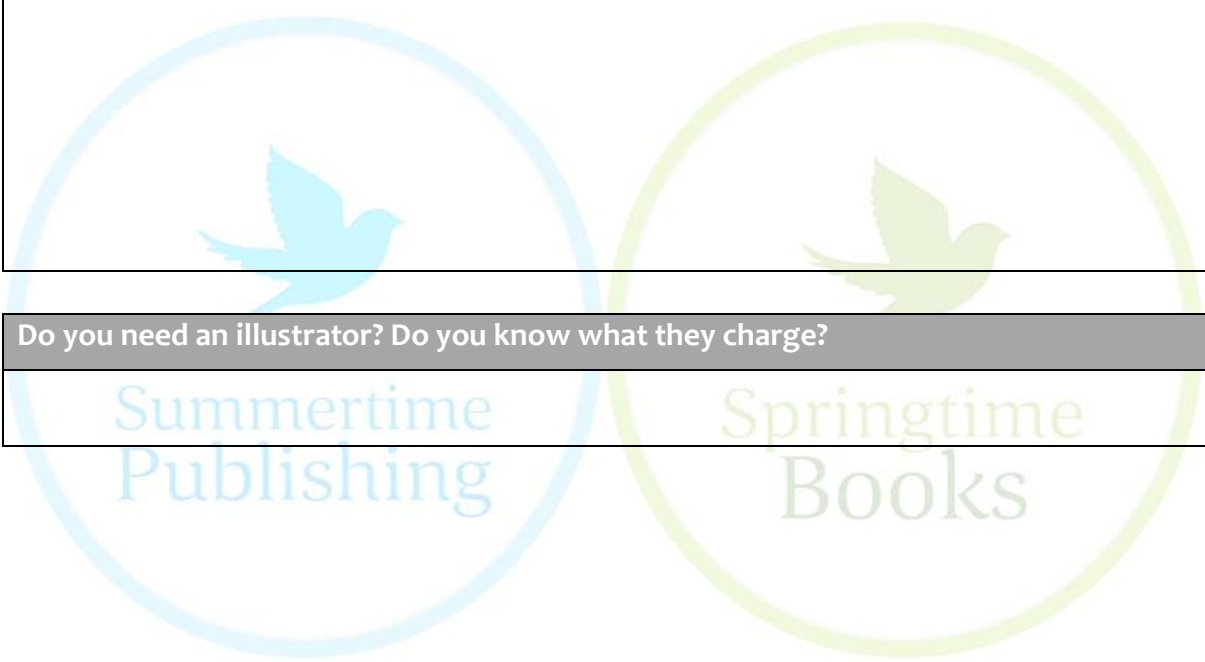 Do you need an illustrator? Do you know what they charge?
Summertime
Publishing
Springtime
Books